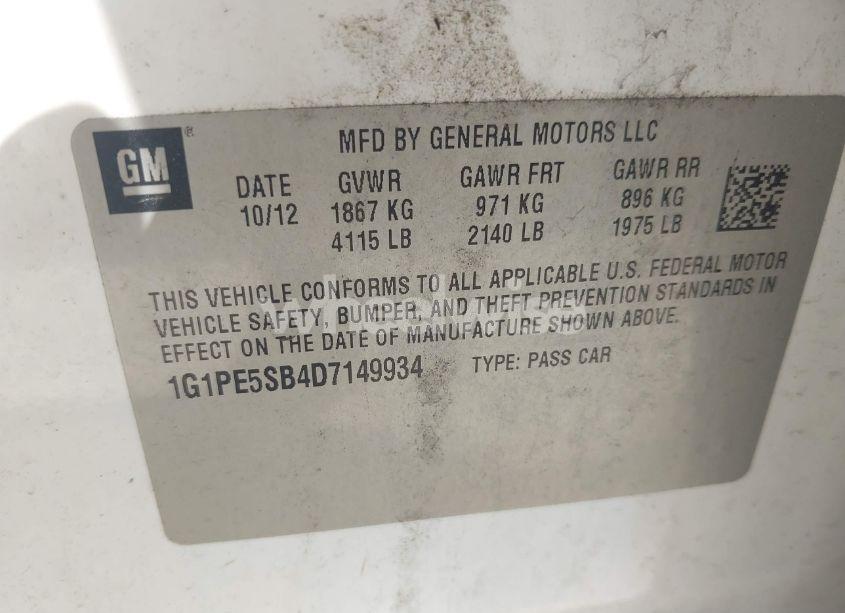 GM®
MFD BY GENERAL MOTORS LLC
DATE GVWR GAWR FRT GAWR RR
10/12 1867 KG 971 KG 896 KG
4115 LB 2140 LB 1975 LB
THIS VEHICLE CONFORMS TO ALL APPLICABLE U.S. FEDERAL MOTOR
VEHICLE SAFETY, BUMPER, AND THEFT PREVENTION STANDARDS IN
EFFECT ON THE DATE OF MANUFACTURE SHOWN ABOVE.
1G1PE5SB4D7149934 TYPE: PASS CAR